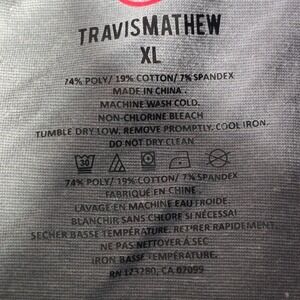 TRAVISMATHEW
XL
74% POLY/ 19% COTTON/ 7% SPANDEX
MADE IN CHINA.
MACHINE WASH COLD.
NON-CHLORINE BLEACH
TUMBLE DRY LOW. REMOVE PROMPTLY. COOL IRON.
DO NOT DRY CLEAN
30
74% POLY/ 19% COTTON/ 7% SPANDEX
FABRIQUÉ EN CHINE.
LAVAGE EN MACHINE EAU FROIDE.
BLANCHIR SANS CHLORE SI NÉCESSAI
SECHER BASSE TEMPÉRATURE. RETIRER RAPIDEMENT.
NE PAS NETTOYER À SEC
IRON BASSE TEMPÉRATURE.
RN 123280, CA 07099